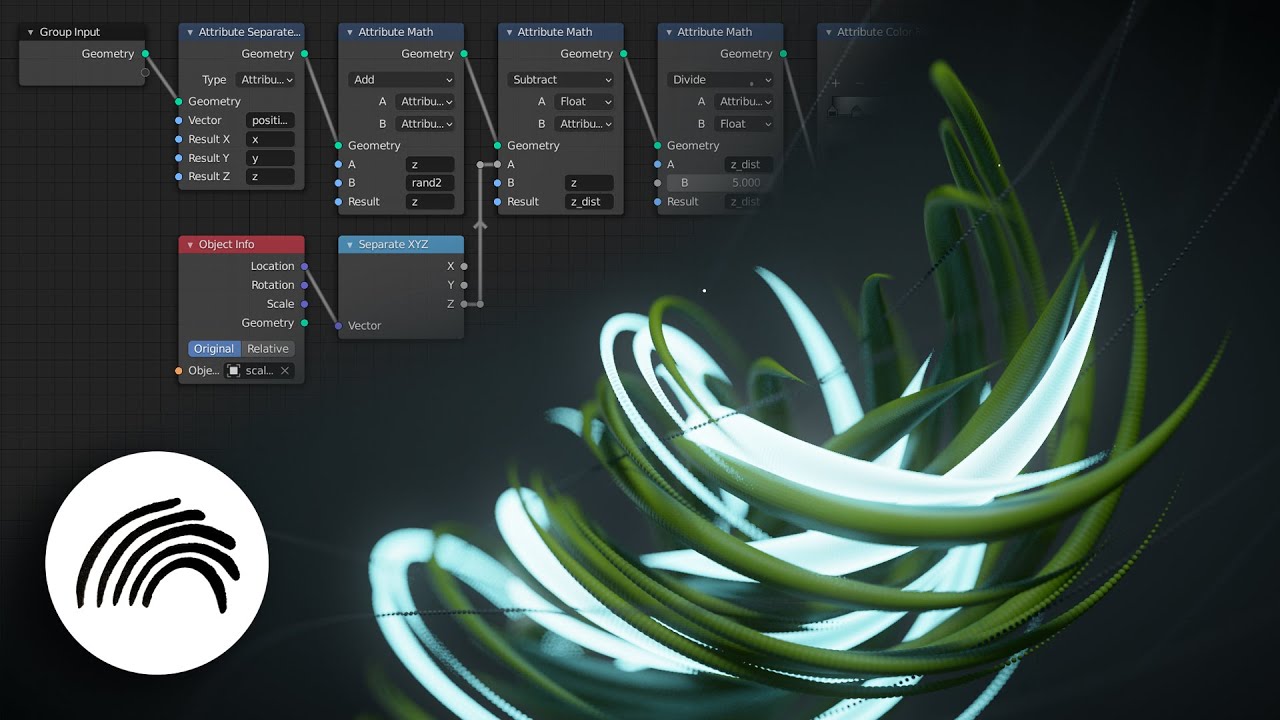 Group Input
Geometry
Attribute Separate...
Geometry
Type Attribu...
Geometry
Vector positi...
Result X x
Result Y y
Result Z z
Attribute Math
Geometry
Add
A Attribu...
B Attribu...
Geometry
A z
B rand2
Result z
Attribute Math
Geometry
Subtract
A Float
B Attribu...
Geometry
A
B z
Result z_dist
Attribute Math
Geometry
Divide
A Attribu...
B Float
Geometry
A z_dist
B 5.000
Result z_dist
Attribute Color
Object Info
Location
Rotation
Scale
Geometry
Original Relative
Obje... scal...
Separate XYZ
X
Y
Z
Vector